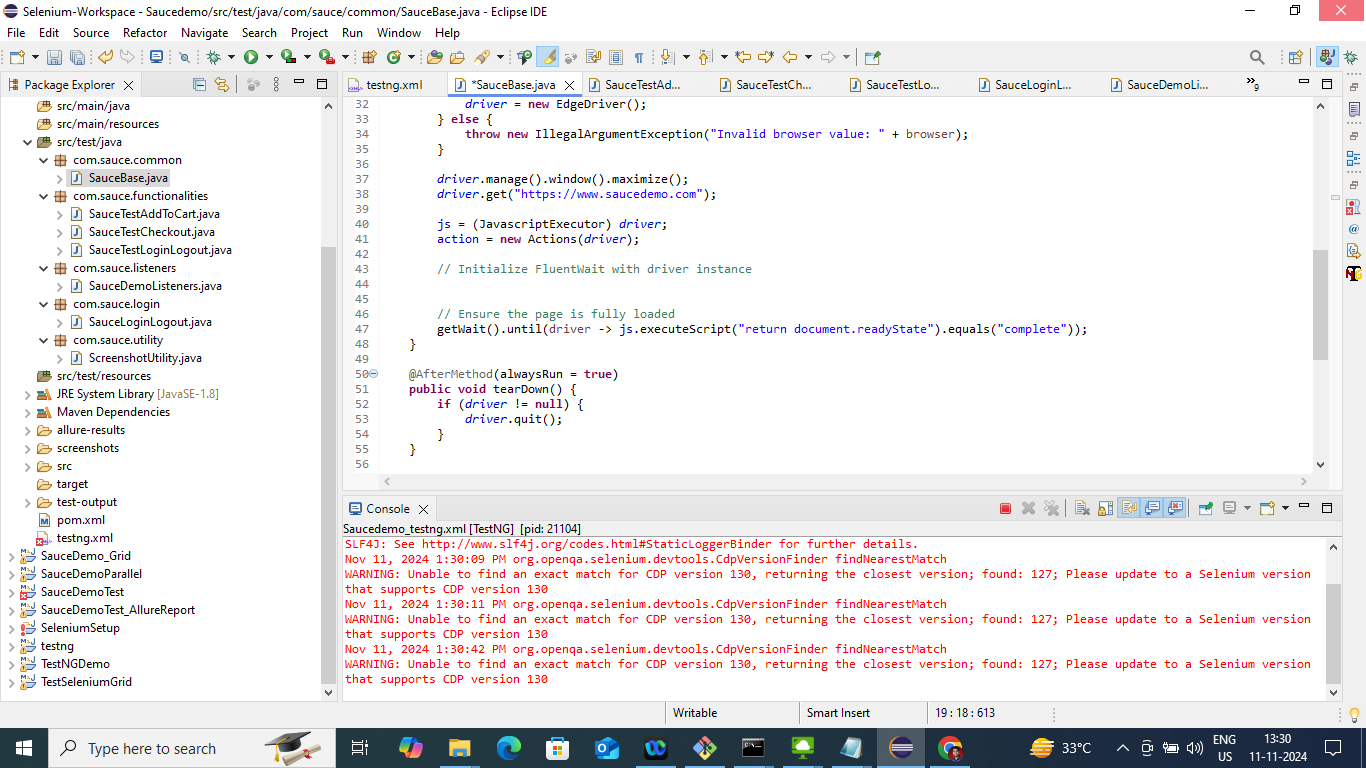 Selenium-Workspace - Saucedemo/src/test/java/com/sauce/common/SauceBase.java - Eclipse IDE
File Edit Source Refactor Navigate Search Project Run Window Help
Package Explorer
src/main/java
src/main/resources
src/test/java
com.sauce.common
SauceBase.java
com.sauce.functionalities
SauceTestAddToCart.java
SauceTestCheckout.java
SauceTestLoginLogout.java
com.sauce.listeners
SauceDemoListeners.java
com.sauce.login
SauceLoginLogout.java
com.sauce.utility
ScreenshotUtility.java
src/test/resources
JRE System Library [JavaSE-1.8]
Maven Dependencies
allure-results
screenshots
src
target
test-output
pom.xml
testng.xml
SauceDemo_Grid
SauceDemoParallel
SauceDemoTest
SauceDemoTest_AllureReport
SeleniumSetup
testng
TestNGDemo
TestSeleniumGrid
testng.xml *SauceBase.java SauceTestAd... SauceTestCh... SauceTestLo... SauceLoginL... SauceDemoLi... 9
32 driver = new EdgeDriver();
33 } else {
34 throw new IllegalArgumentException("Invalid browser value: " + browser);
35 }
36
37 driver.manage().window().maximize();
38 driver.get("https://www.saucedemo.com");
39
40 js = (JavascriptExecutor) driver;
41 action = new Actions(driver);
42
43 // Initialize FluentWait with driver instance
44
45
46 // Ensure the page is fully loaded
47 getWait().until(driver -> js.executeScript("return document.readyState").equals("complete"));
48 }
49
50 @AfterMethod(alwaysRun = true)
51 public void tearDown() {
52 if (driver != null) {
53 driver.quit();
54 }
55 }
56
Console
Saucedemo_testng.xml [TestNG] [pid: 21104]
SLF4J: See http://www.slf4j.org/codes.html#StaticLoggerBinder for further details.
Nov 11, 2024 1:30:09 PM org.openqa.selenium.devtools.CdpVersionFinder findNearestMatch
WARNING: Unable to find an exact match for CDP version 130, returning the closest version; found: 127; Please update to a Selenium version
that supports CDP version 130
Nov 11, 2024 1:30:11 PM org.openqa.selenium.devtools.CdpVersionFinder findNearestMatch
WARNING: Unable to find an exact match for CDP version 130, returning the closest version; found: 127; Please update to a Selenium version
that supports CDP version 130
Nov 11, 2024 1:30:42 PM org.openqa.selenium.devtools.CdpVersionFinder findNearestMatch
WARNING: Unable to find an exact match for CDP version 130, returning the closest version; found: 127; Please update to a Selenium version
that supports CDP version 130
Writable Smart Insert 19 : 18 : 613
Type here to search
33°C
ENG
US
13:30
11-11-2024